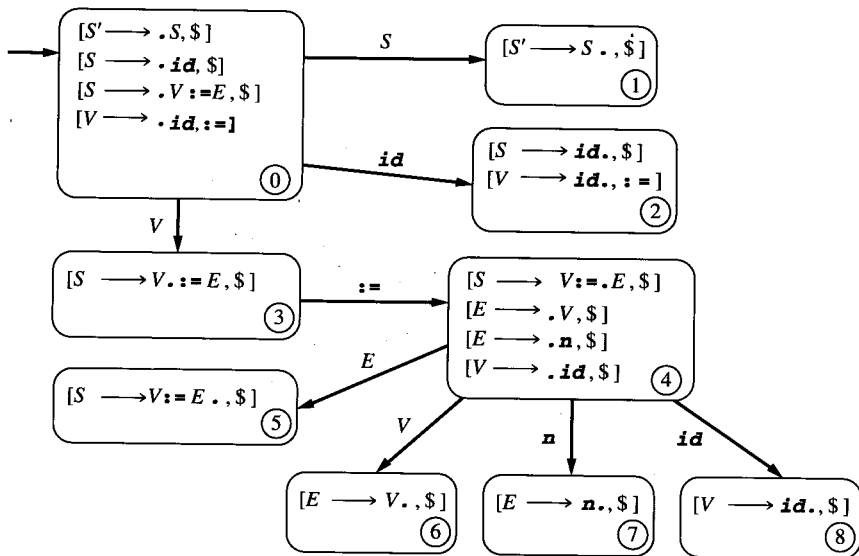 [S' ⟶ .S,$]
[S ⟶ .id,$]
[S ⟶ .V:=E,$]
[V ⟶ .id,:=]
0
S
[S' ⟶ S.,$]
1
id
[S ⟶ id.,$]
[V ⟶ id.,:=]
2
V
[S ⟶ V.:=E,$]
3
:=
[S ⟶ V:=.E,$]
[E ⟶ .V,$]
[E ⟶ .n,$]
[V ⟶ .id,$]
4
E
[S ⟶ V:=E.,$]
5
V
n
id
[E ⟶ V.,$]
6
[E ⟶ n.,$]
7
[V ⟶ id.,$]
8